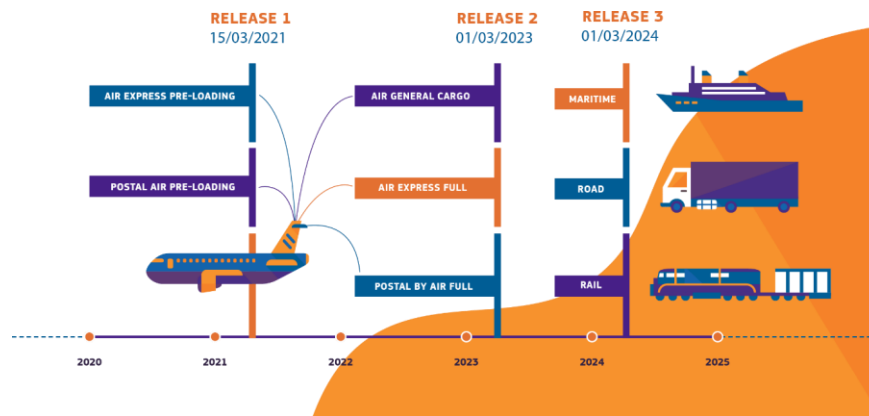 RELEASE 1
15/03/2021
RELEASE 2
01/03/2023
RELEASE 3
01/03/2024
AIR EXPRESS PRE-LOADING
AIR GENERAL CARGO
MARITIME
POSTAL AIR PRE-LOADING
AIR EXPRESS FULL
ROAD
POSTAL BY AIR FULL
RAIL
2020
2021
2022
2023
2024
2025